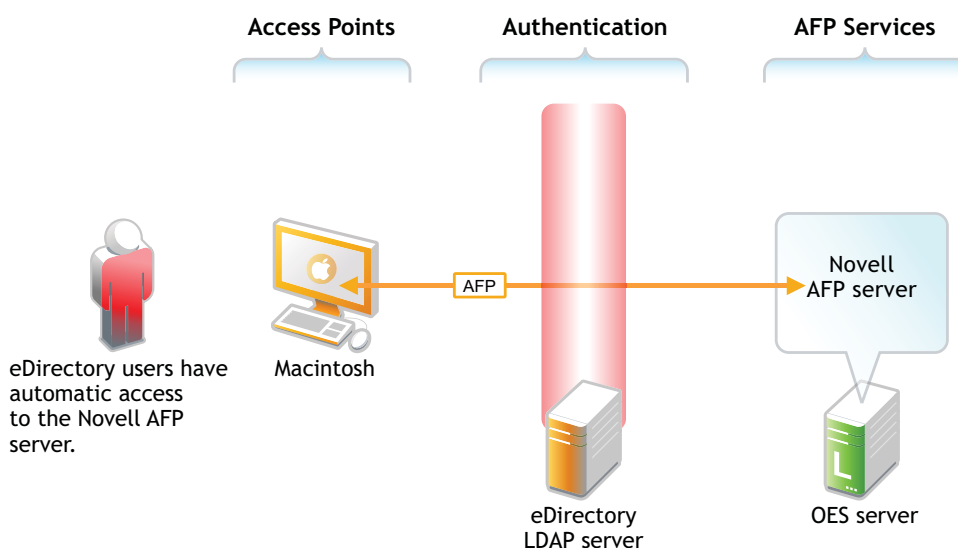 Access Points
Authentication
AFP Services
AFP
Novell
AFP server
eDirectory users have
automatic access
to the Novell AFP
server.
Macintosh
L
eDirectory
LDAP server
OES server